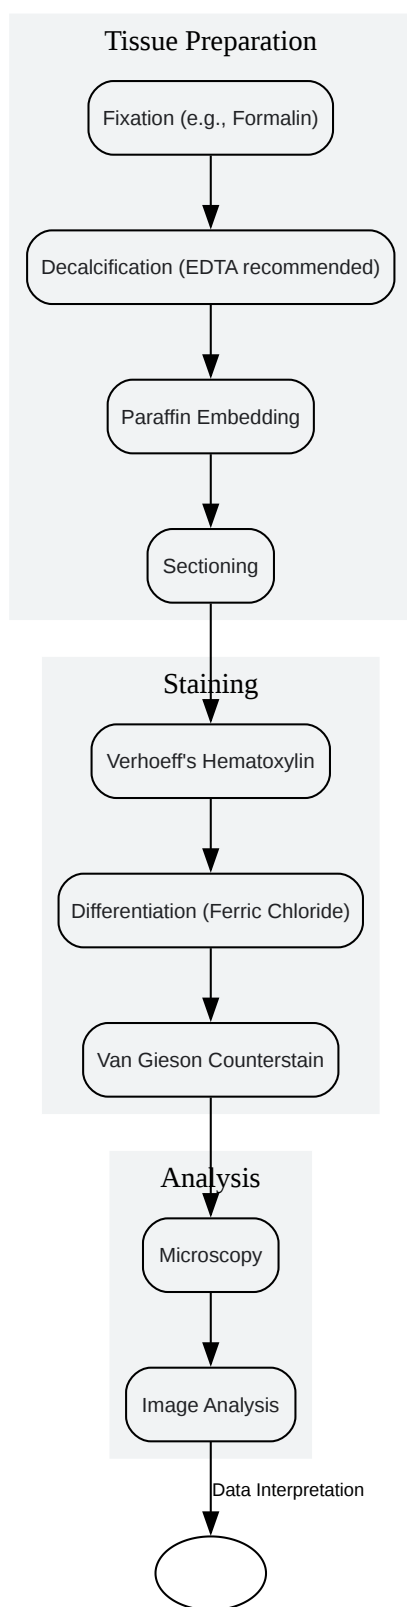 Tissue Preparation
Fixation (e.g., Formalin)
Decalcification (EDTA recommended)
Paraffin Embedding
Sectioning
Staining
Verhoeff's Hematoxylin
Differentiation (Ferric Chloride)
Van Gieson Counterstain
Analysis
Microscopy
Image Analysis
Data Interpretation